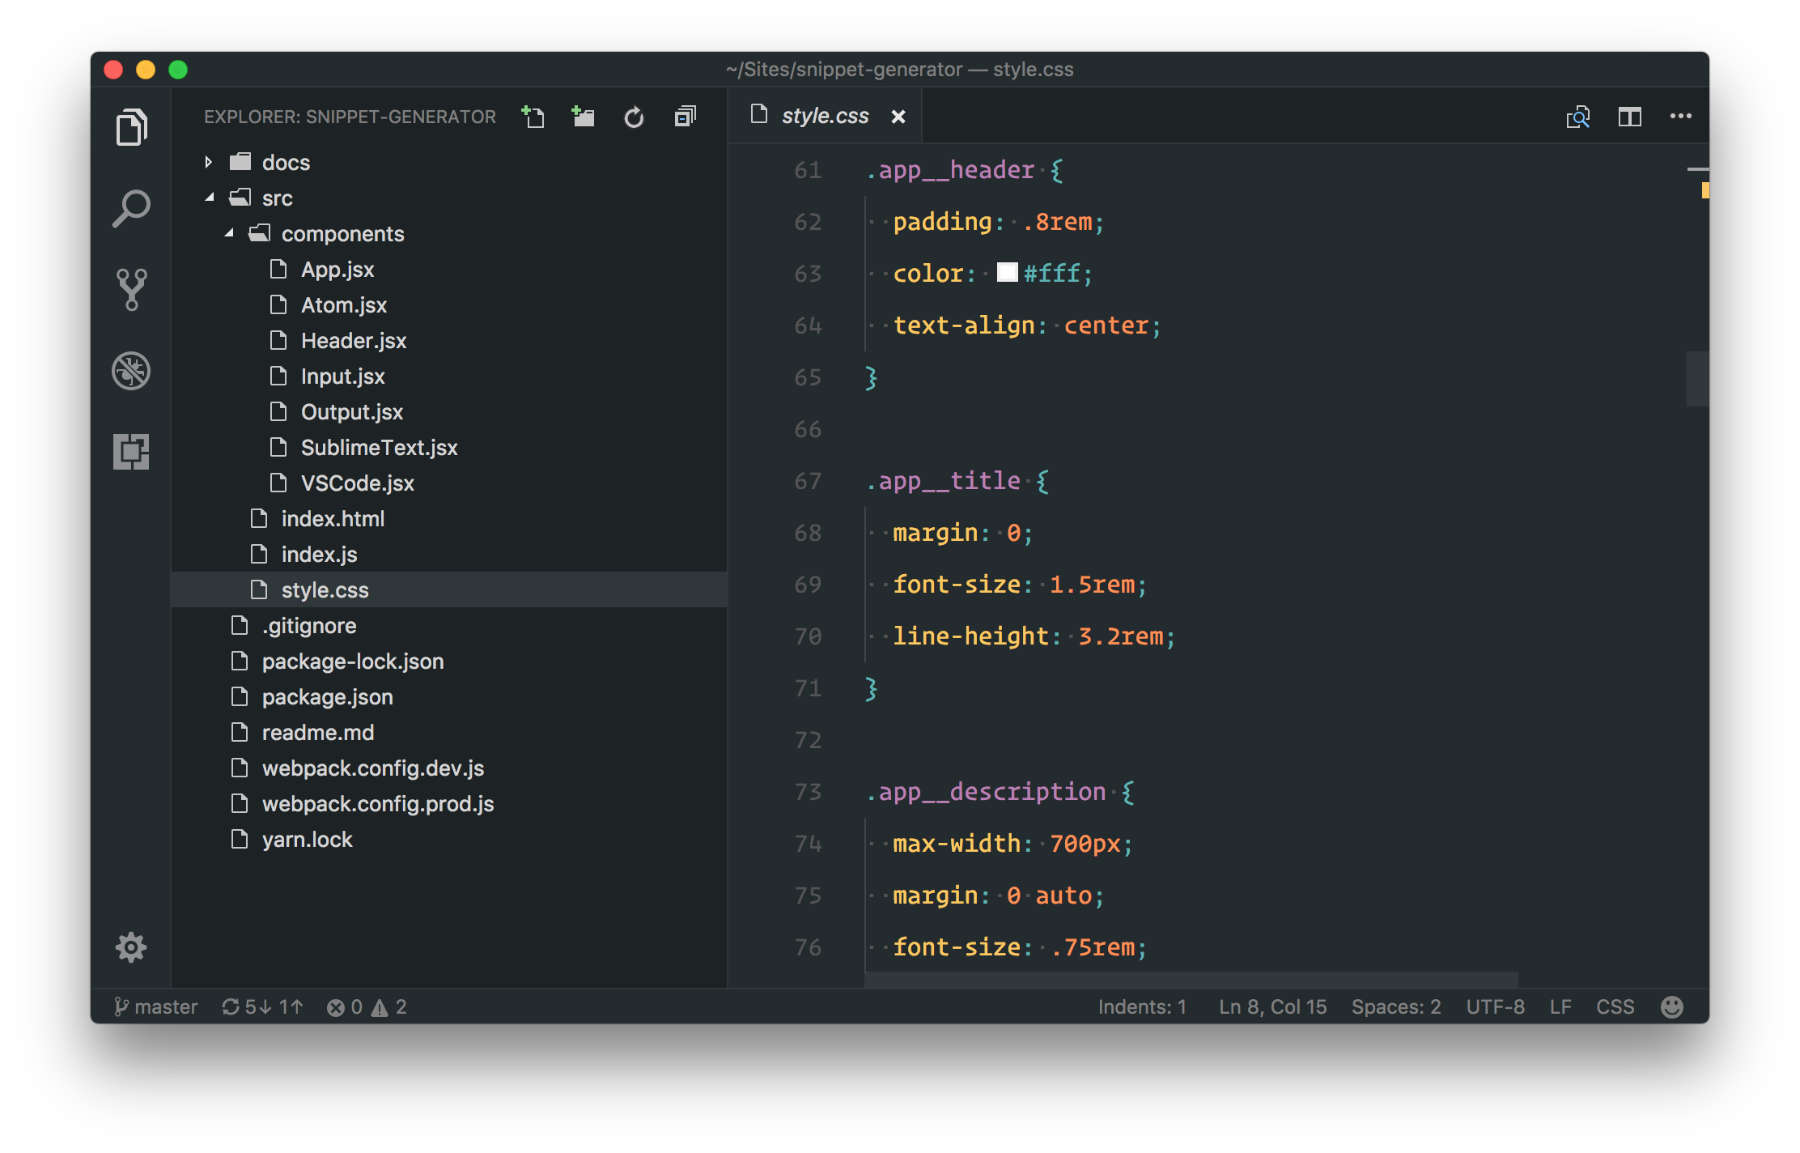 ~/Sites/snippet-generator — style.css
EXPLORER: SNIPPET-GENERATOR
docs
src
components
App.jsx
Atom.jsx
Header.jsx
Input.jsx
Output.jsx
SublimeText.jsx
VSCode.jsx
index.html
index.js
style.css
.gitignore
package-lock.json
package.json
readme.md
webpack.config.dev.js
webpack.config.prod.js
yarn.lock
style.css
61 .app__header {
62 padding: .8rem;
63 color: #fff;
64 text-align: center;
65 }
66
67 .app__title {
68 margin: 0;
69 font-size: 1.5rem;
70 line-height: 3.2rem;
71 }
72
73 .app__description {
74 max-width: 700px;
75 margin: 0 auto;
76 font-size: .75rem;
master 5↓ 1↑ 0 2 Indents: 1 Ln 8, Col 15 Spaces: 2 UTF-8 LF CSS